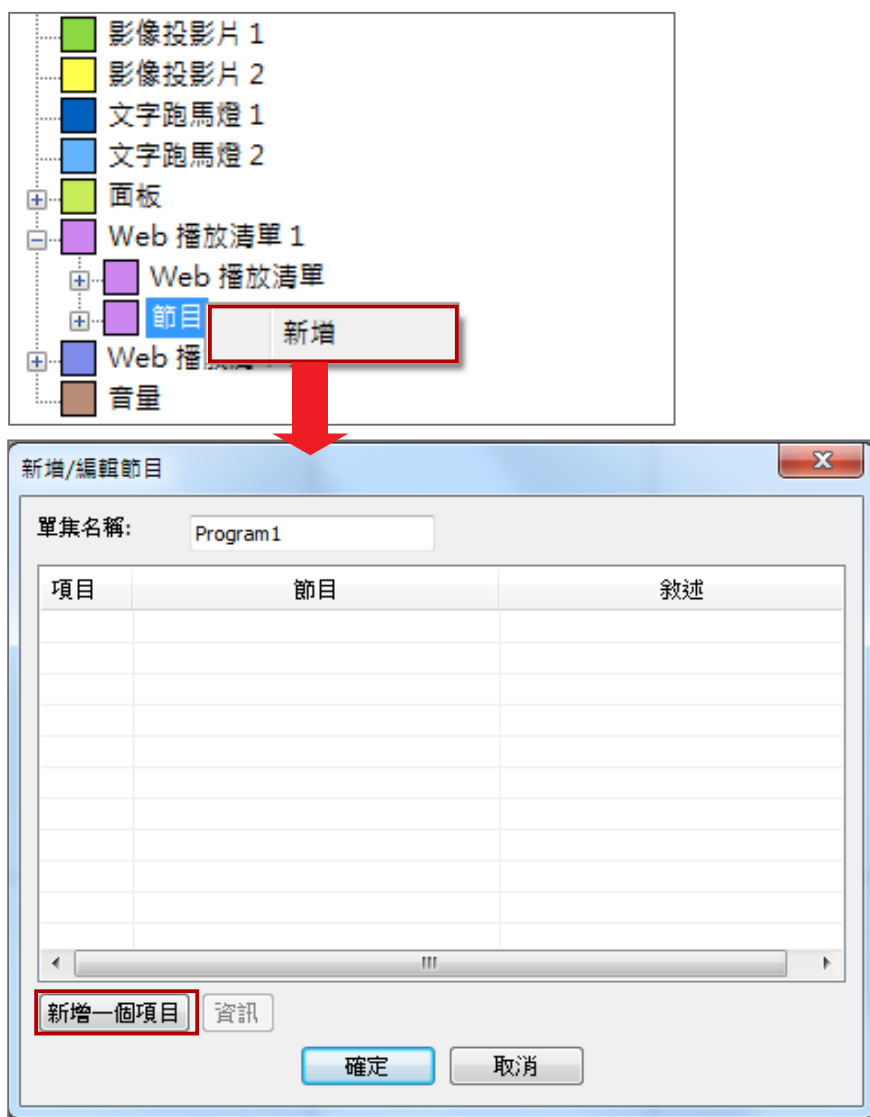 影像投影片 1
影像投影片 2
文字跑馬燈 1
文字跑馬燈 2
面板
Web 播放清單 1
Web 播放清單
節目
新增
Web 播
音量
新增/編輯節目
單集名稱:
Program1
項目 節目 敘述
新增一個項目 資訊
確定 取消